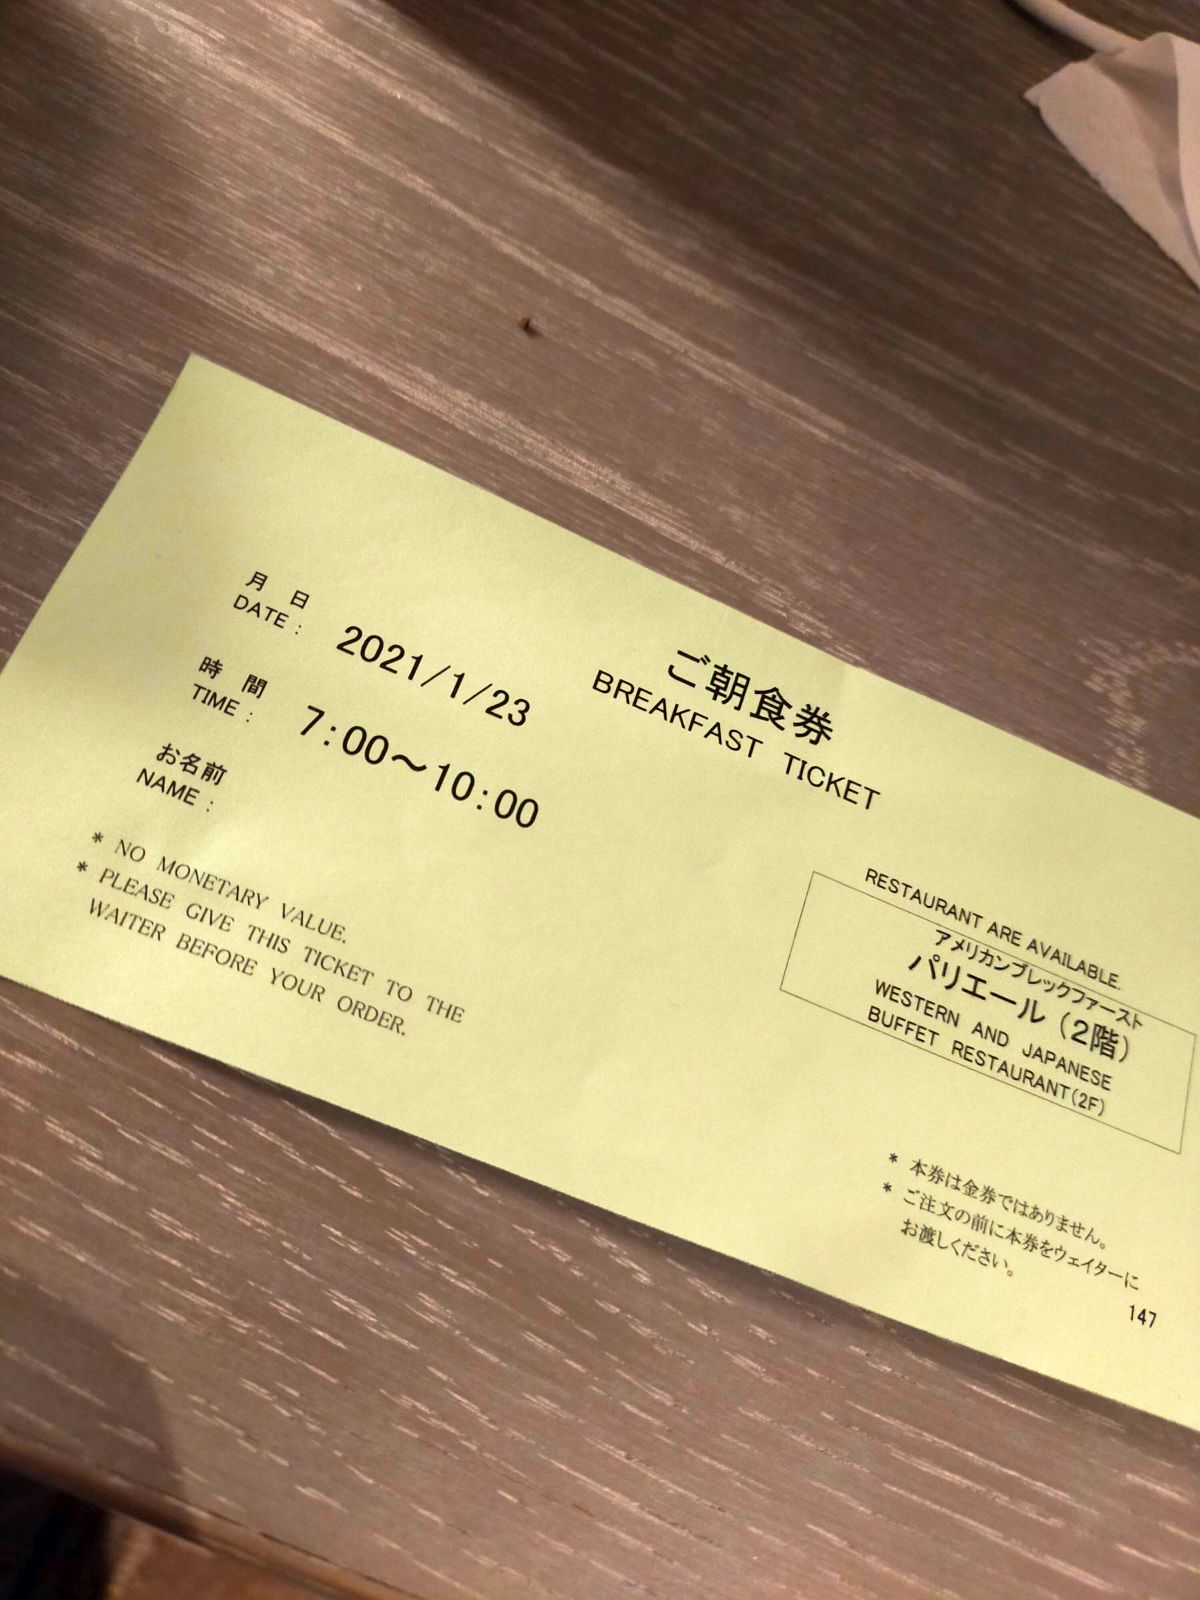 ご朝食券
BREAKFAST TICKET
月 日
DATE : 2021/1/23
時 間
TIME : 7:00～10:00
お名前
NAME :
* NO MONETARY VALUE.
* PLEASE GIVE THIS TICKET TO THE
WAITER BEFORE YOUR ORDER.
RESTAURANT ARE AVAILABLE.
アメリカンブレックファースト
パリエール（2階）
WESTERN AND JAPANESE
BUFFET RESTAURANT(2F)
* 本券は金券ではありません。
* ご注文の前に本券をウェイターに
お渡しください。
147